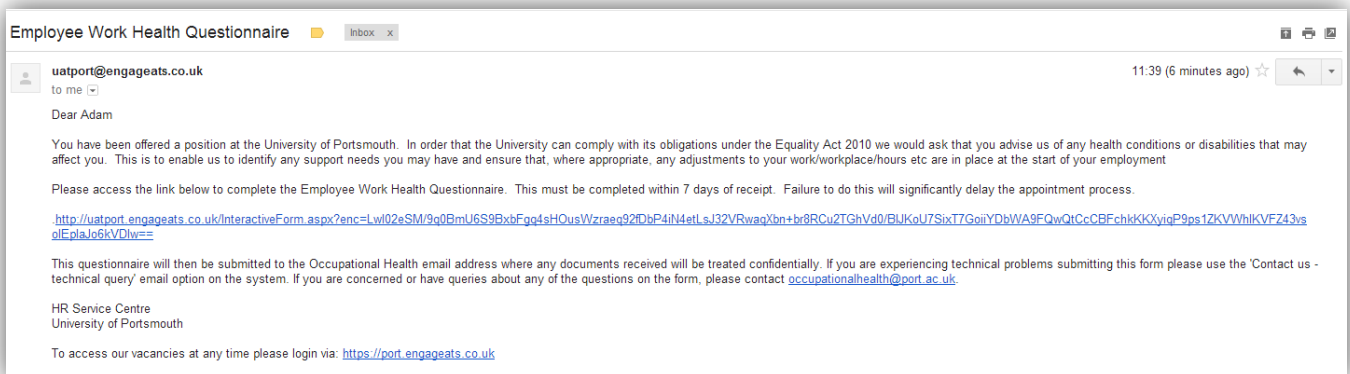 Employee Work Health Questionnaire Inbox x
uatport@engageats.co.uk 11:39 (6 minutes ago)
to me
Dear Adam
You have been offered a position at the University of Portsmouth.  In order that the University can comply with its obligations under the Equality Act 2010 we would ask that you advise us of any health conditions or disabilities that may
affect you.  This is to enable us to identify any support needs you may have and ensure that, where appropriate, any adjustments to your work/workplace/hours etc are in place at the start of your employment
Please access the link below to complete the Employee Work Health Questionnaire.  This must be completed within 7 days of receipt.  Failure to do this will significantly delay the appointment process.
.http://uatport.engageats.co.uk/InteractiveForm.aspx?enc=LwI02eSM/9q0BmU6S9BxbFgq4sHOusWzraeq92fDbP4iN4etLsJ32VRwaqXbn+br8RCu2TGhVd0/BlJKoU7SixT7GoiiYDbWA9FQwQtCcCBFchkKKXyiqP9ps1ZKVWhIKVFZ43vs
olEplaJo6kVDlw==
This questionnaire will then be submitted to the Occupational Health email address where any documents received will be treated confidentially. If you are experiencing technical problems submitting this form please use the 'Contact us -
technical query' email option on the system. If you are concerned or have queries about any of the questions on the form, please contact occupationalhealth@port.ac.uk.
HR Service Centre
University of Portsmouth
To access our vacancies at any time please login via: https://port.engageats.co.uk